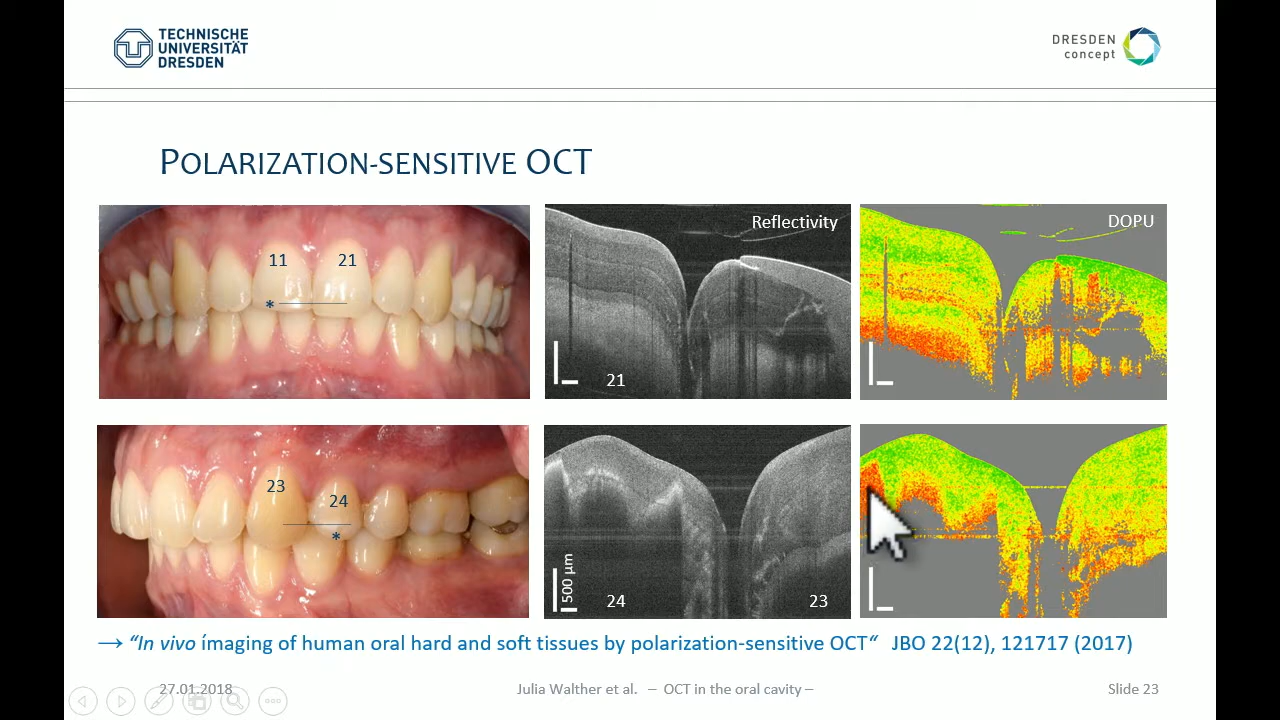 TECHNISCHE
UNIVERSITÄT
DRESDEN
DRESDEN
concept
POLARIZATION-SENSITIVE OCT
11
21
*
Reflectivity
21
DOPU
23
24
*
500 µm
24
23
→ “In vivo ímaging of human oral hard and soft tissues by polarization-sensitive OCT“ JBO 22(12), 121717 (2017)
27.01.2018
Julia Walther et al. – OCT in the oral cavity –
Slide 23